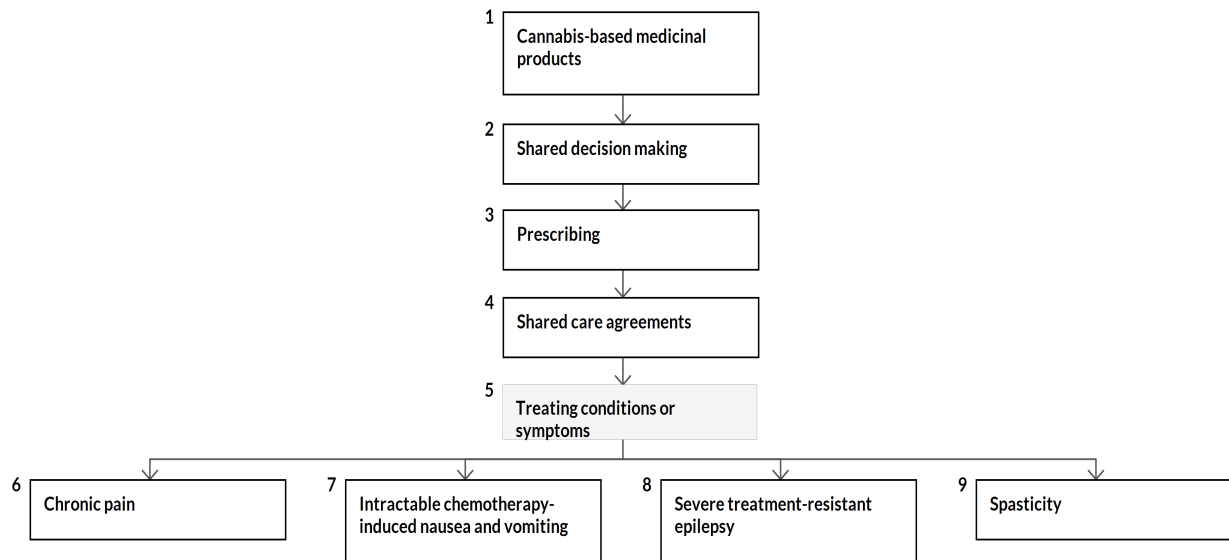 1
Cannabis-based medicinal
products
2
Shared decision making
3
Prescribing
4
Shared care agreements
5
Treating conditions or
symptoms
6
Chronic pain
7
Intractable chemotherapy-
induced nausea and vomiting
8
Severe treatment-resistant
epilepsy
9
Spasticity